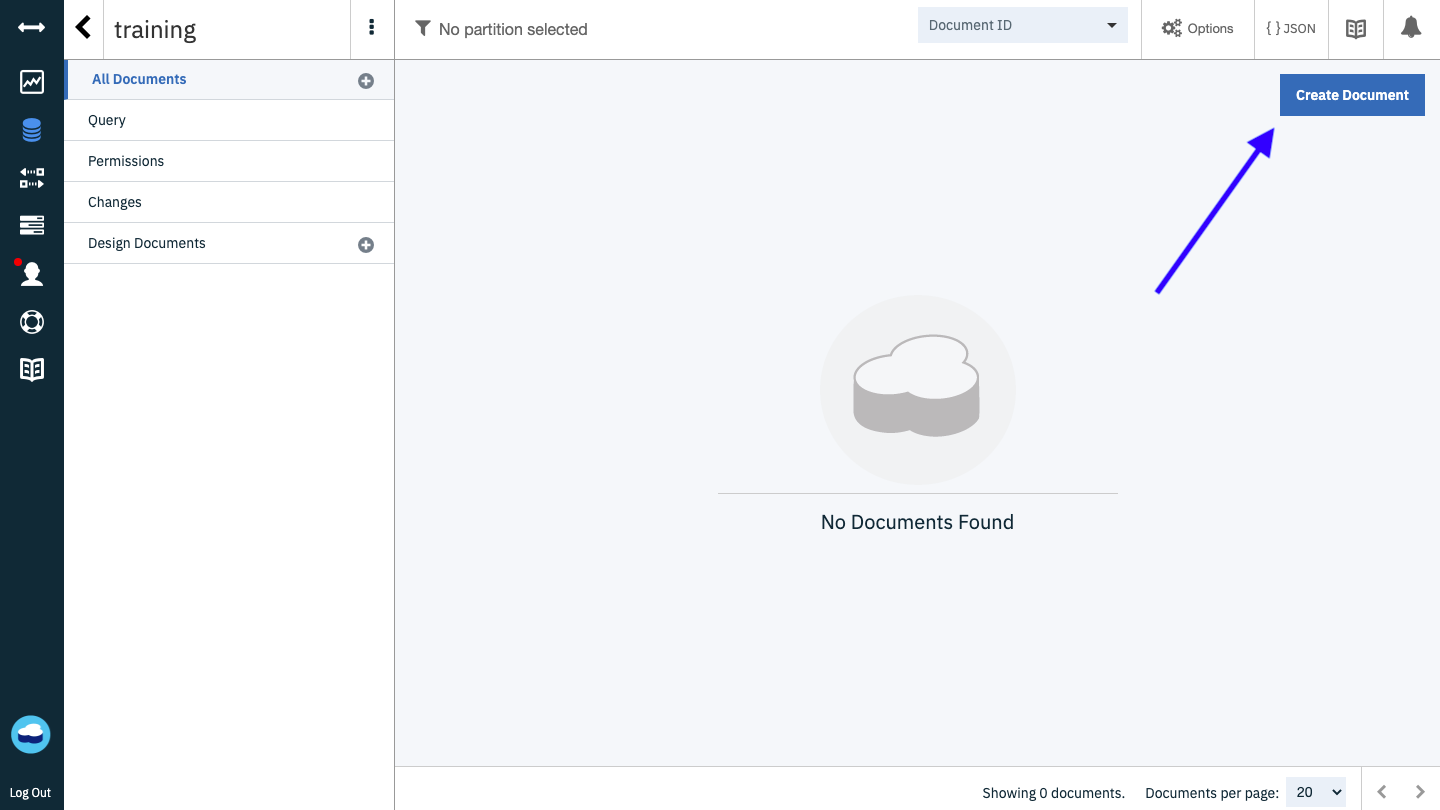 training
No partition selected
Document ID
Options
{ } JSON
All Documents
Create Document
Query
Permissions
Changes
Design Documents
No Documents Found
Log Out
Showing 0 documents.
Documents per page: 20